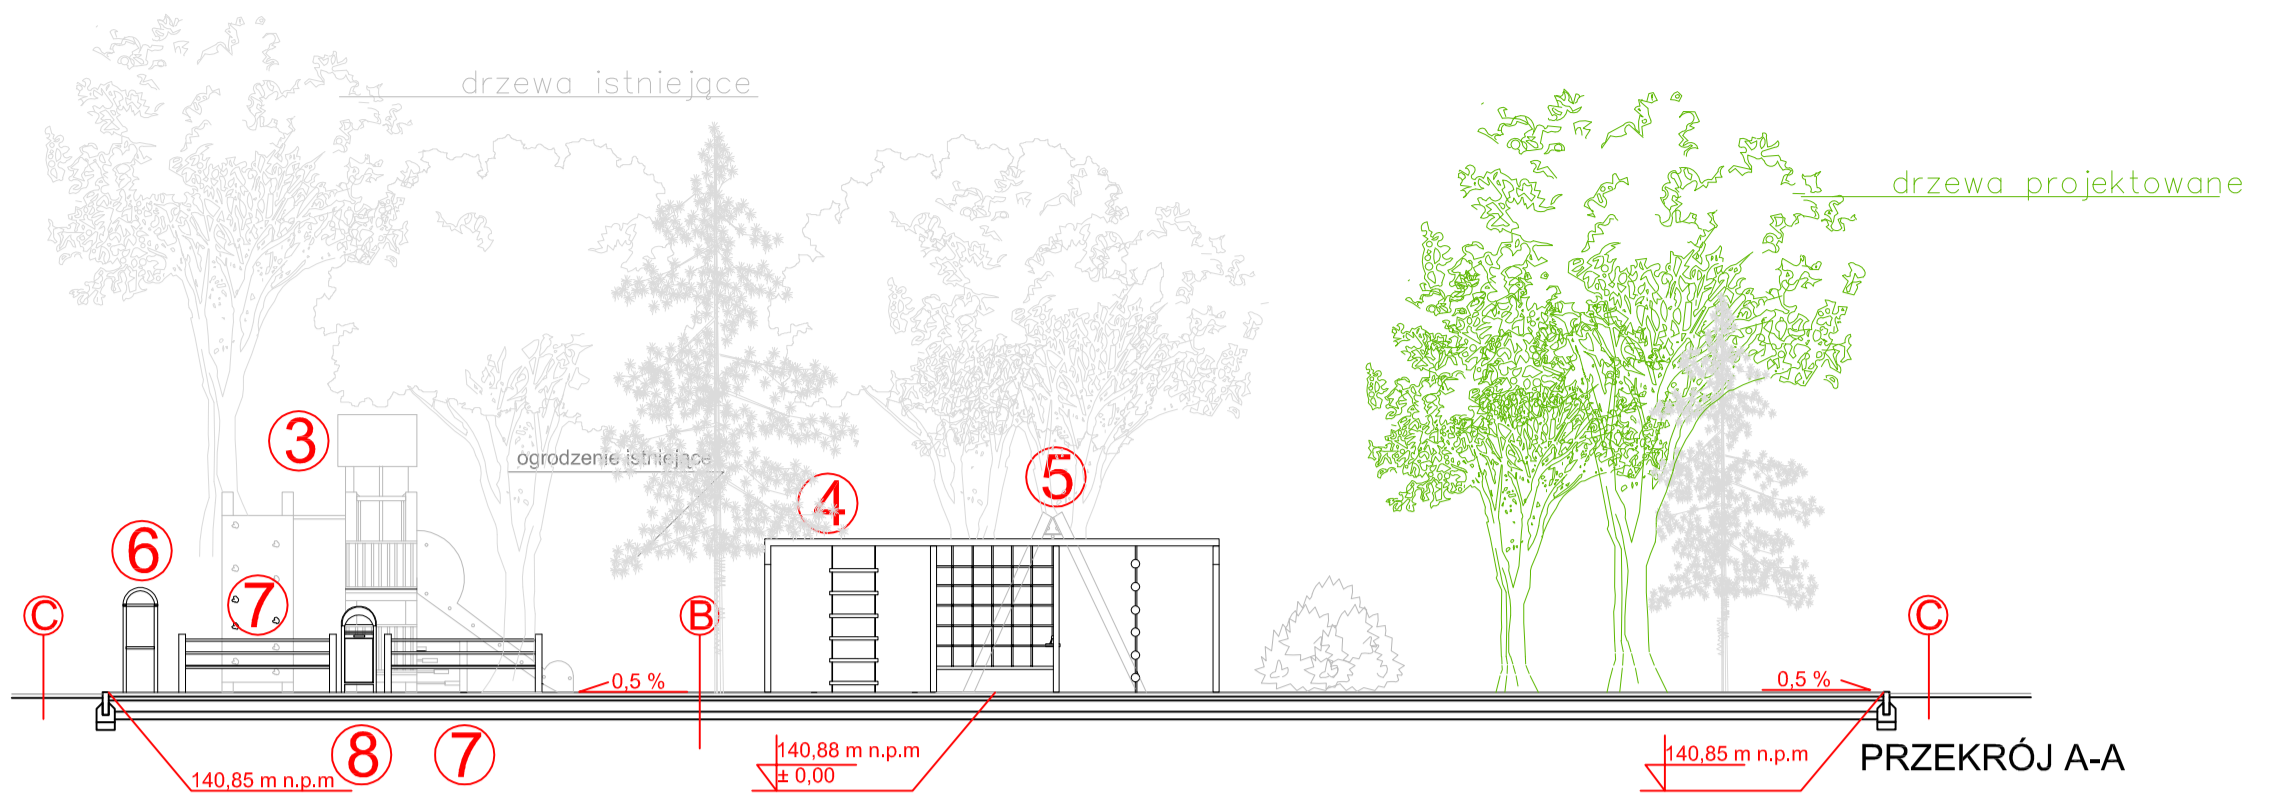 drzewa istniejące
drzewa projektowane
3
ogrodzenie istniejące
5
4
6
7
C
B
C
0,5 %
0,5 %
8
7
140,85 m n.p.m
140,88 m n.p.m
± 0,00
140,85 m n.p.m
PRZEKRÓJ A-A